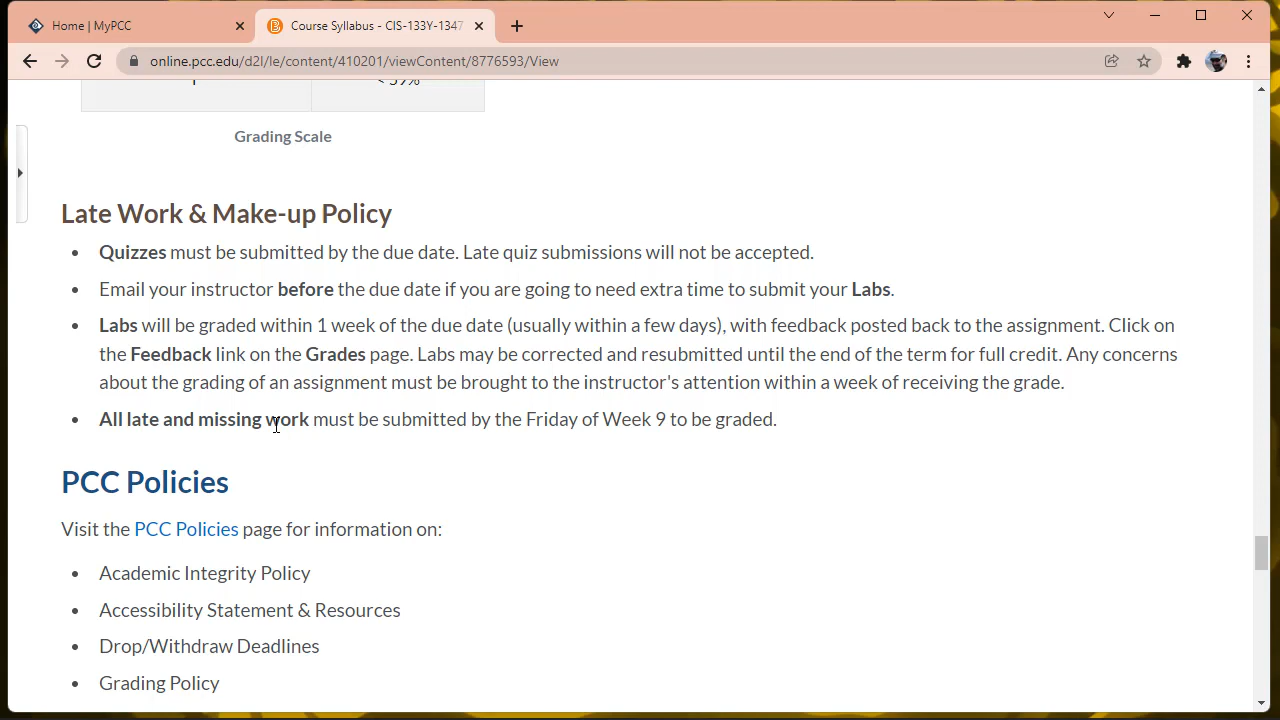 Home | MyPCC
Course Syllabus - CIS-133Y-1347
online.pcc.edu/d2l/le/content/410201/viewContent/8776593/View
< 59%
Grading Scale
Late Work & Make-up Policy
• Quizzes must be submitted by the due date. Late quiz submissions will not be accepted.
• Email your instructor before the due date if you are going to need extra time to submit your Labs.
• Labs will be graded within 1 week of the due date (usually within a few days), with feedback posted back to the assignment. Click on
the Feedback link on the Grades page. Labs may be corrected and resubmitted until the end of the term for full credit. Any concerns
about the grading of an assignment must be brought to the instructor's attention within a week of receiving the grade.
• All late and missing work must be submitted by the Friday of Week 9 to be graded.
PCC Policies
Visit the PCC Policies page for information on:
• Academic Integrity Policy
• Accessibility Statement & Resources
• Drop/Withdraw Deadlines
• Grading Policy